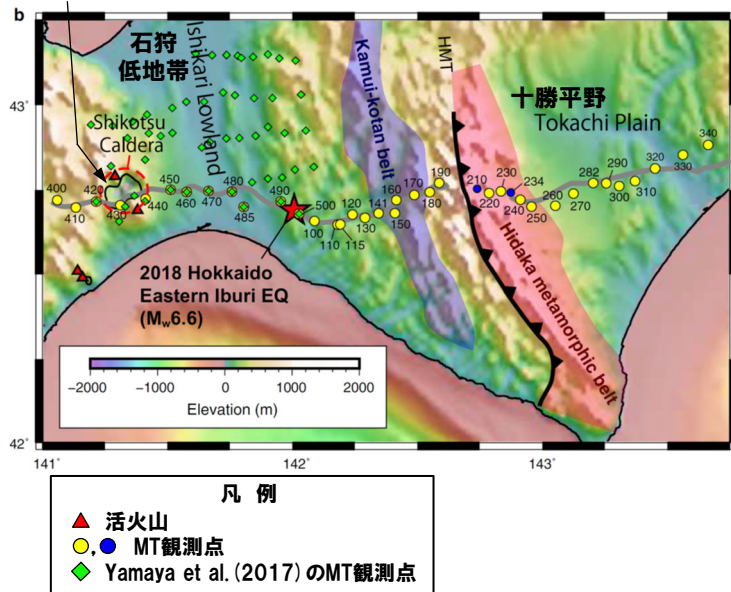 b
石狩
低地帯
Ishikari Lowland
Kamui-kotan belt
HMT
43°
十勝平野
Tokachi Plain
Shikotsu
Caldera
340
330
320
290
282
310
300
270
260
250
240
234
230
220
210
190
180
170
160
150
141
130
120
115
110
100
500
490
480
485
470
460
450
440
430
420
410
400
2018 Hokkaido
Eastern Iburi EQ
(Mw6.6)
Hidaka metamorphic belt
−2000 −1000 0 1000 2000
Elevation (m)
42°
141° 142° 143°
凡 例
活火山
, MT観測点
Yamaya et al.(2017)のMT観測点